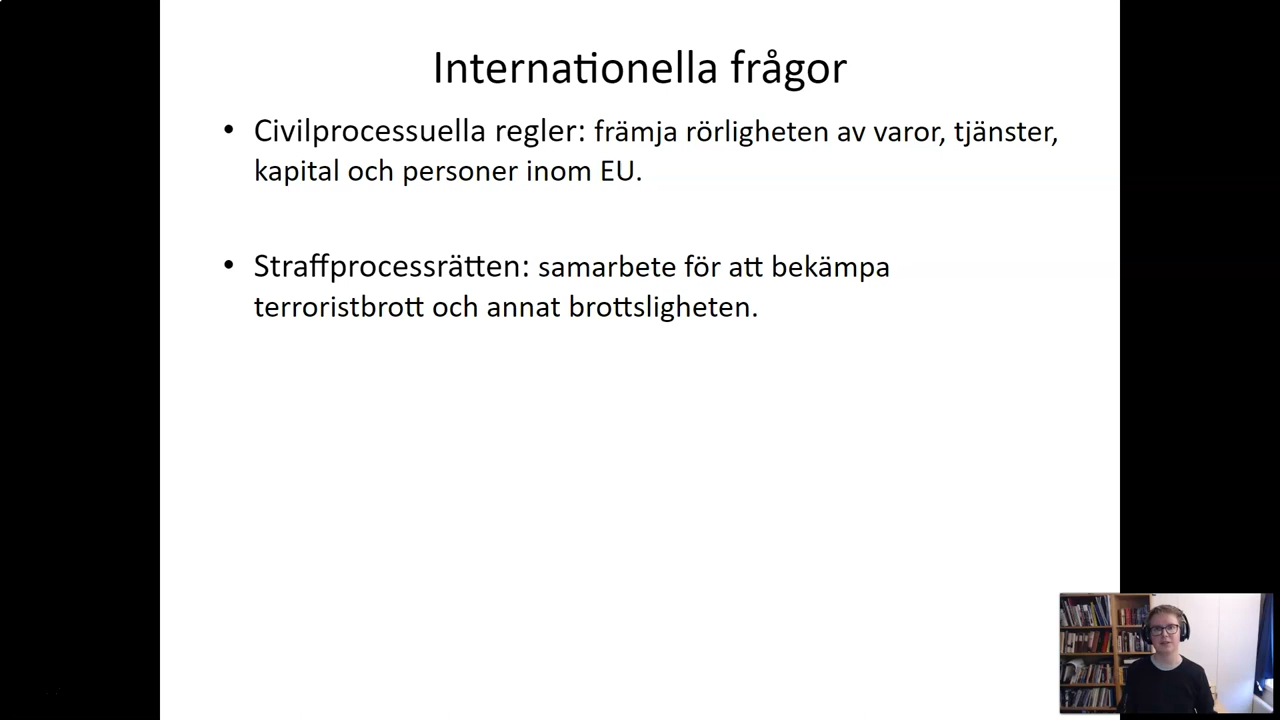 Internationella frågor
• Civilprocessuella regler: främja rörligheten av varor, tjänster,
kapital och personer inom EU.
• Straffprocessrätten: samarbete för att bekämpa
terroristbrott och annat brottsligheten.